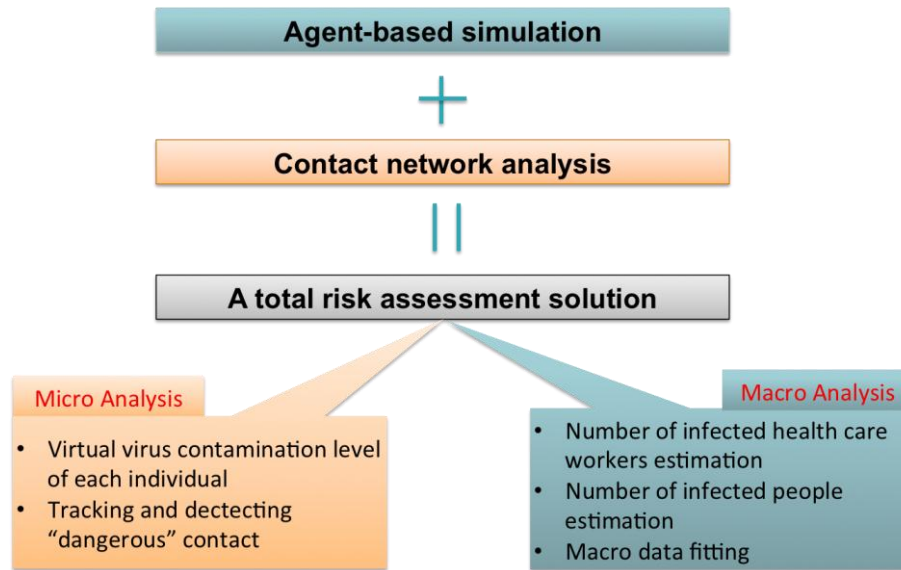 Agent-based simulation
+
Contact network analysis
||
A total risk assessment solution
Micro Analysis
• Virtual virus contamination level
of each individual
• Tracking and dectecting
“dangerous” contact
Macro Analysis
• Number of infected health care
workers estimation
• Number of infected people
estimation
• Macro data fitting